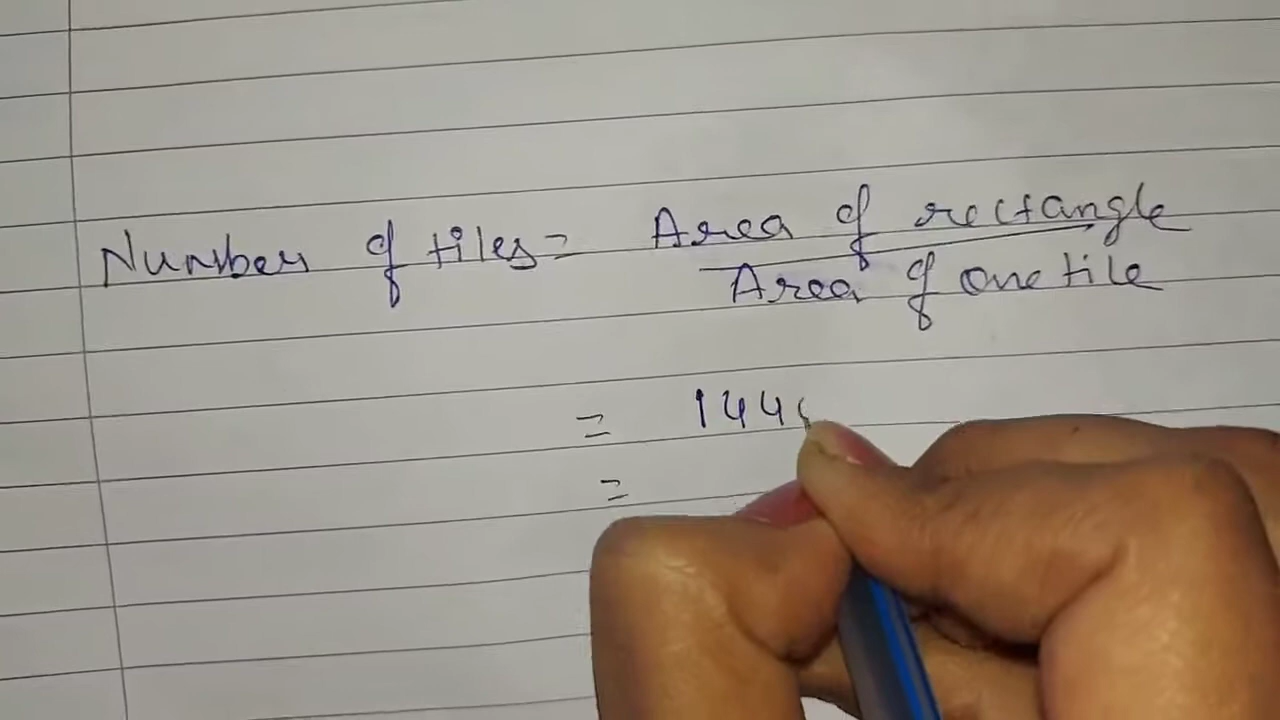 Number of tiles = Area of rectangle
Area of one tile
= 144
=